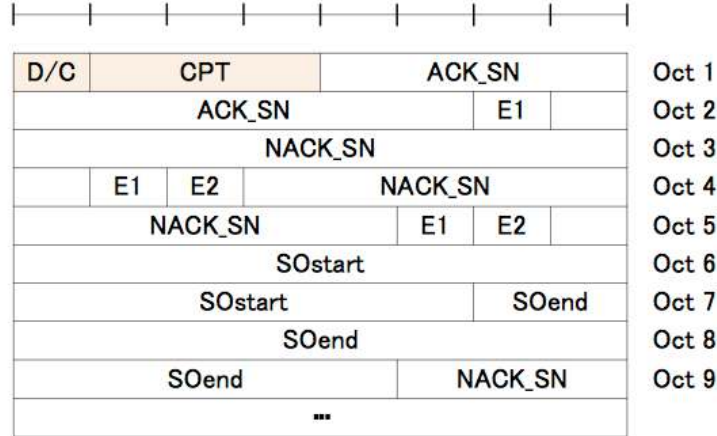 D/C CPT ACK_SN Oct 1
ACK_SN E1 Oct 2
NACK_SN Oct 3
E1 E2 NACK_SN Oct 4
NACK_SN E1 E2 Oct 5
SOstart Oct 6
SOstart SOend Oct 7
SOend Oct 8
SOend NACK_SN Oct 9
...